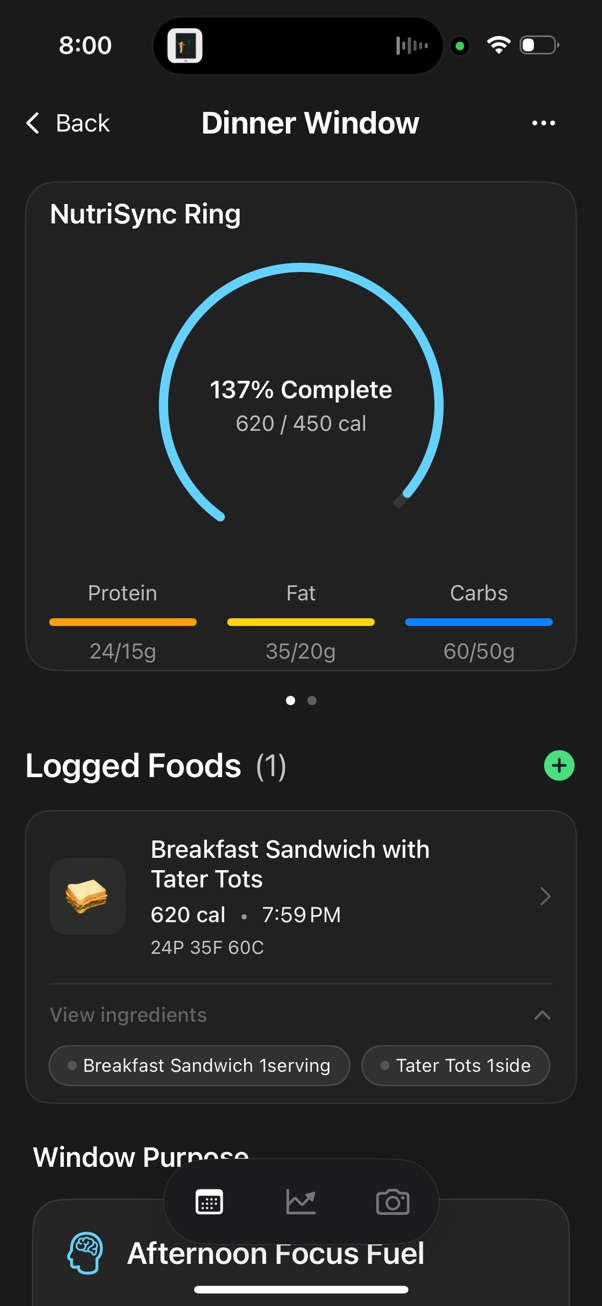 8:00
Back
Dinner Window
NutriSync Ring
137% Complete
620 / 450 cal
Protein
Fat
Carbs
24/15g
35/20g
60/50g
Logged Foods (1)
Breakfast Sandwich with
Tater Tots
620 cal • 7:59 PM
24P 35F 60C
View ingredients
Breakfast Sandwich 1serving
Tater Tots 1side
Window Purpose
Afternoon Focus Fuel